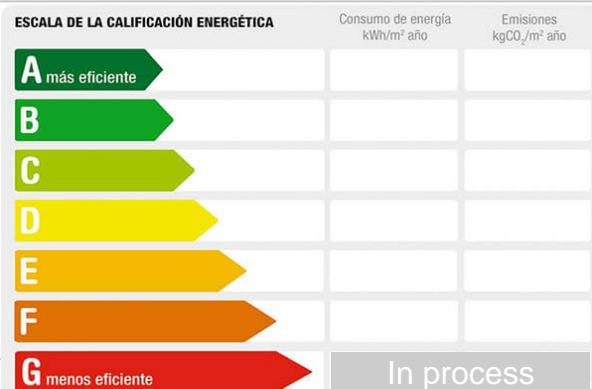 ESCALA DE LA CALIFICACIÓN ENERGÉTICA
Consumo de energía
kWh/m² año
Emisiones
kgCO₂/m² año
A más eficiente
B
C
D
E
F
G menos eficiente
In process